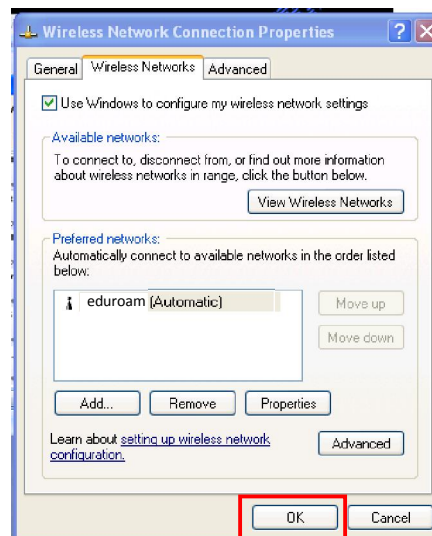 Wireless Network Connection Properties
General Wireless Networks Advanced
Use Windows to configure my wireless network settings
Available networks:
To connect to, disconnect from, or find out more information
about wireless networks in range, click the button below.
View Wireless Networks
Preferred networks:
Automatically connect to available networks in the order listed
below:
eduroam (Automatic)
Move up
Move down
Add... Remove Properties
Learn about setting up wireless network
configuration.
Advanced
OK Cancel